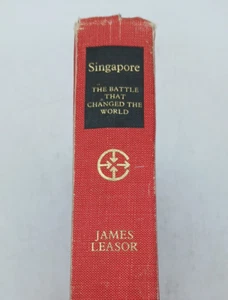 Singapore
THE BATTLE
THAT
CHANGED THE
WORLD
JAMES
LEASOR